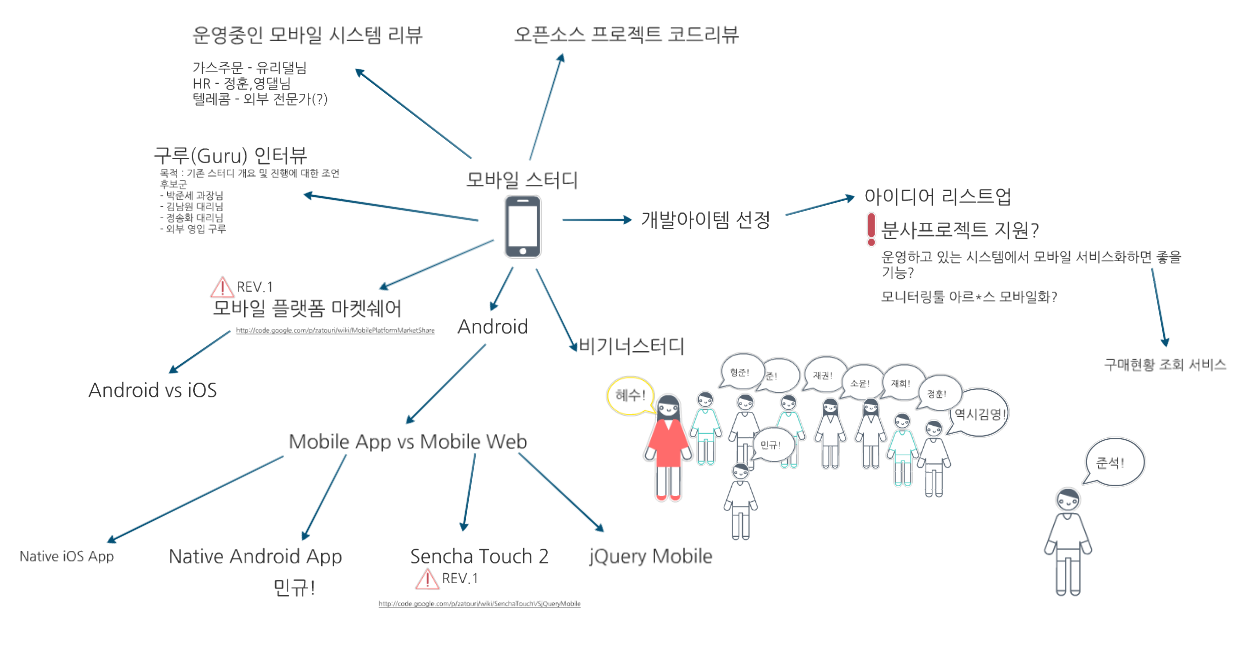 운영중인 모바일 시스템 리뷰
가스주문 - 유리댈님
HR - 정훈,영댈님
텔레콤 - 외부 전문가(?)
오픈소스 프로젝트 코드리뷰
구루(Guru) 인터뷰
목적 : 기존 스터디 개요 및 진행에 대한 조언
후보군
- 박준세 과장님
- 김남원 대리님
- 정송화 대리님
- 외부 영입 구루
모바일 스터디
개발아이템 선정
아이디어 리스트업
분사프로젝트 지원?
운영하고 있는 시스템에서 모바일 서비스화하면 좋을
기능?
모니터링툴 아르*스 모바일화?
구매현황 조회 서비스
REV.1
모바일 플랫폼 마켓쉐어
http://code.google.com/p/zatouri/wiki/MobilePlatformMarketShare
Android vs iOS
Android
비기너스터디
혜수!
형준!
준!
재권!
소윤!
재희!
정훈!
역시김영!
민규!
준석!
Mobile App vs Mobile Web
Native iOS App
Native Android App
민규!
Sencha Touch 2
REV.1
http://code.google.com/p/zatouri/wiki/SenchaTouchVSjQueryMobile
jQuery Mobile